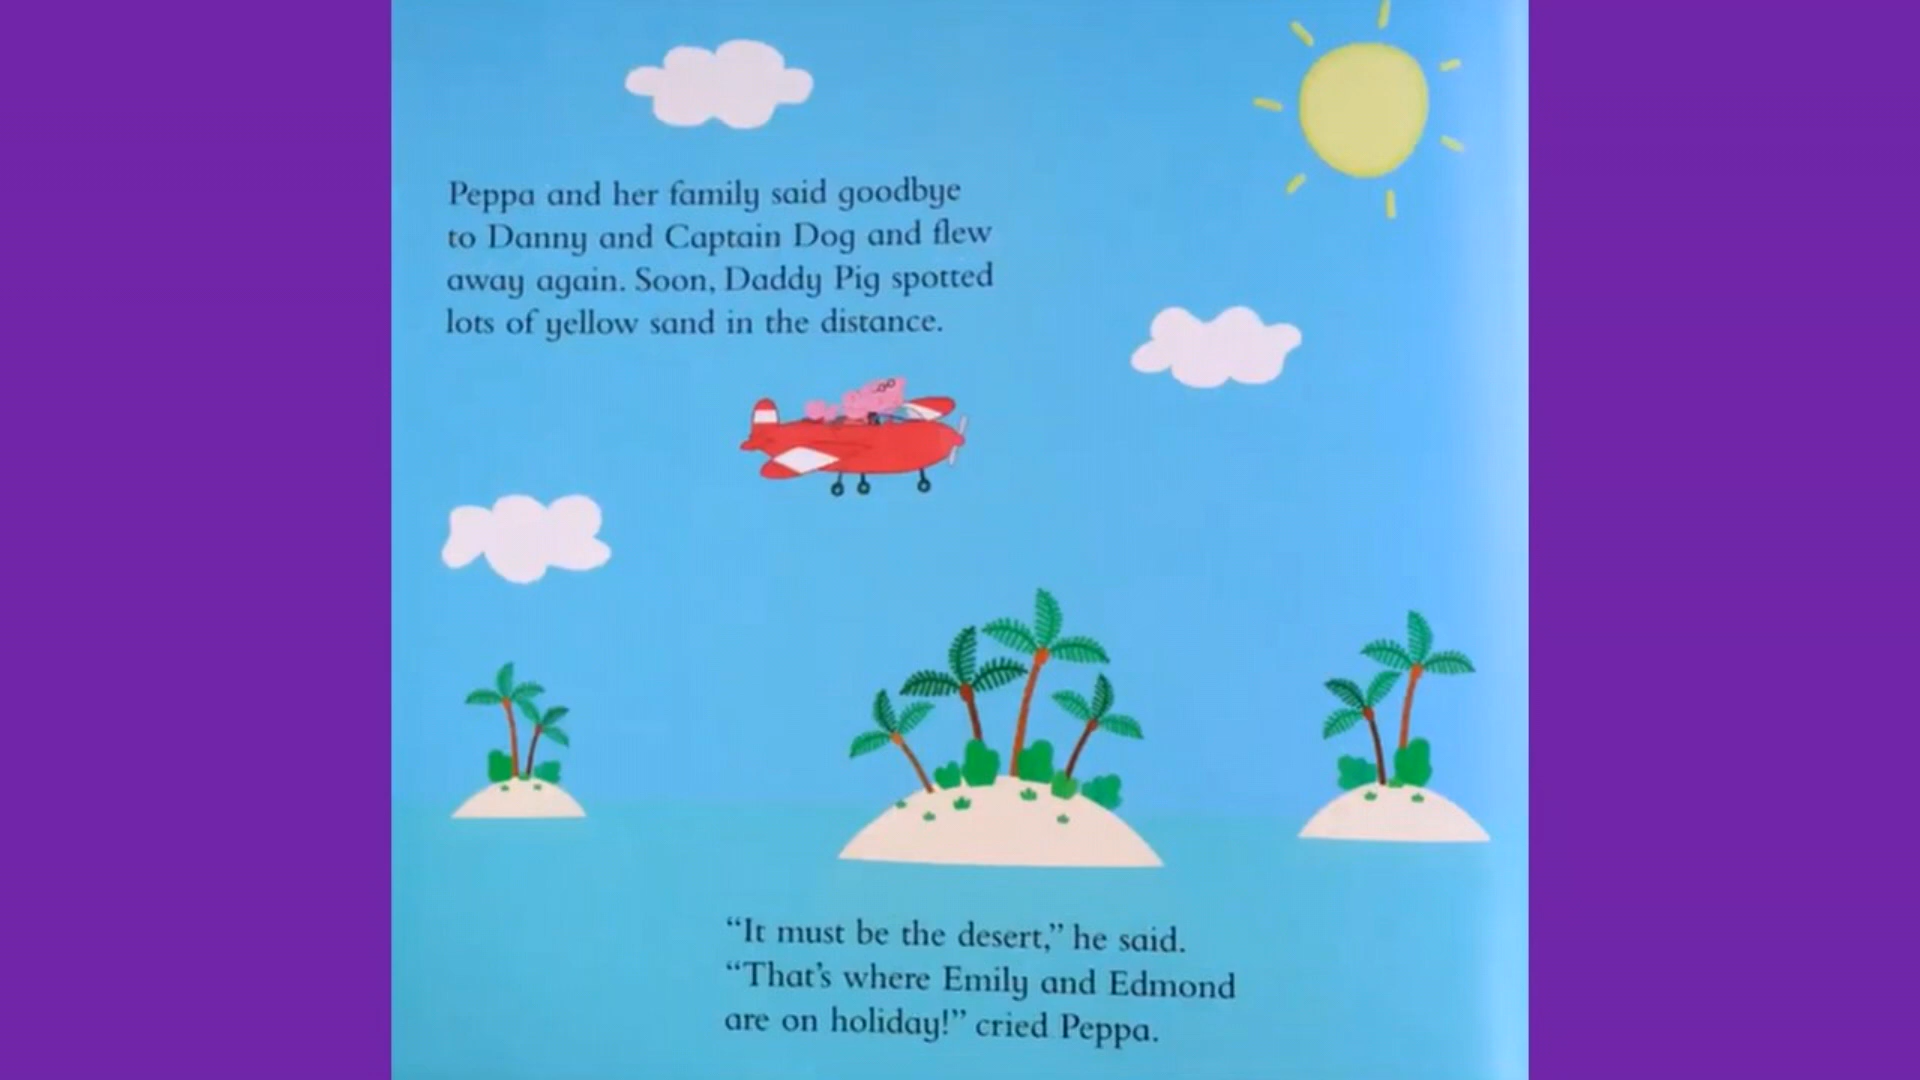 Peppa and her family said goodbye
to Danny and Captain Dog and flew
away again. Soon, Daddy Pig spotted
lots of yellow sand in the distance.
“It must be the desert,” he said.
“That’s where Emily and Edmond
are on holiday!” cried Peppa.